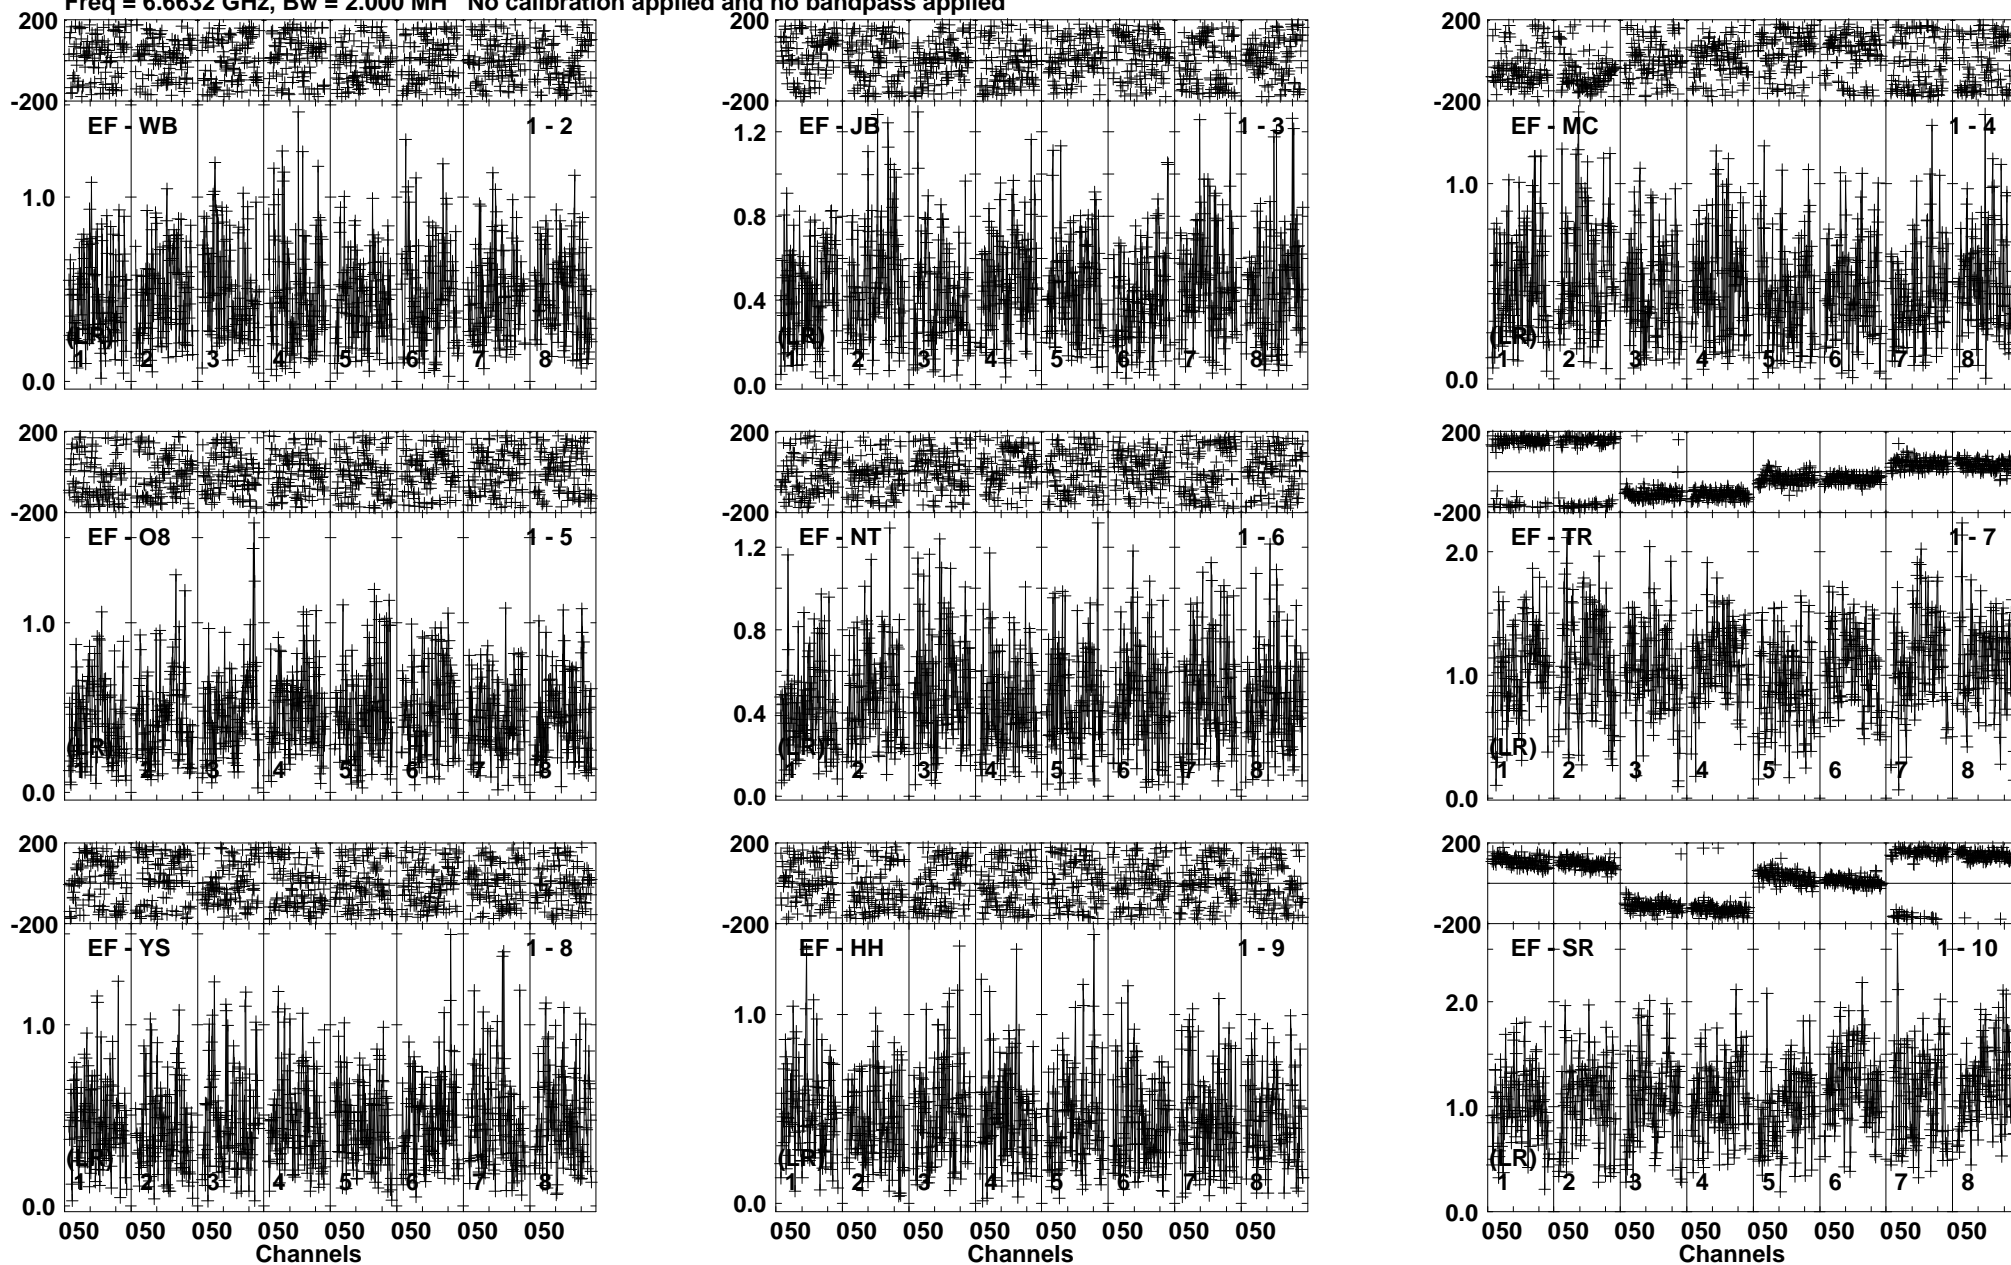 Freq = 6.6632 GHz, Bw = 2.000 MH No calibration applied and no bandpass applied
200
-200
EF - WB 1 - 2
1.0
0.0
(LR)
1 2 3 4 5 6 7 8
200
-200
EF - JB 1 - 3
1.2
0.8
0.4
0.0
(LR)
1 2 3 4 5 6 7 8
200
-200
EF - MC 1 - 4
1.0
0.0
(LR)
1 2 3 4 5 6 7 8
200
-200
EF - O8 1 - 5
1.0
0.0
(LR)
1 2 3 4 5 6 7 8
200
-200
EF - NT 1 - 6
1.2
0.8
0.4
0.0
(LR)
1 2 3 4 5 6 7 8
200
-200
EF - TR 1 - 7
2.0
1.0
0.0
(LR)
1 2 3 4 5 6 7 8
200
-200
EF - YS 1 - 8
1.0
0.0
(LR)
1 2 3 4 5 6 7 8
050 050 050 050 050 050 050 050
Channels
200
-200
EF - HH 1 - 9
1.0
0.0
(LR)
1 2 3 4 5 6 7 8
050 050 050 050 050 050 050 050
Channels
200
-200
EF - SR 1 - 10
2.0
1.0
0.0
(LR)
1 2 3 4 5 6 7 8
050 050 050 050 050 050 050 050
Channels